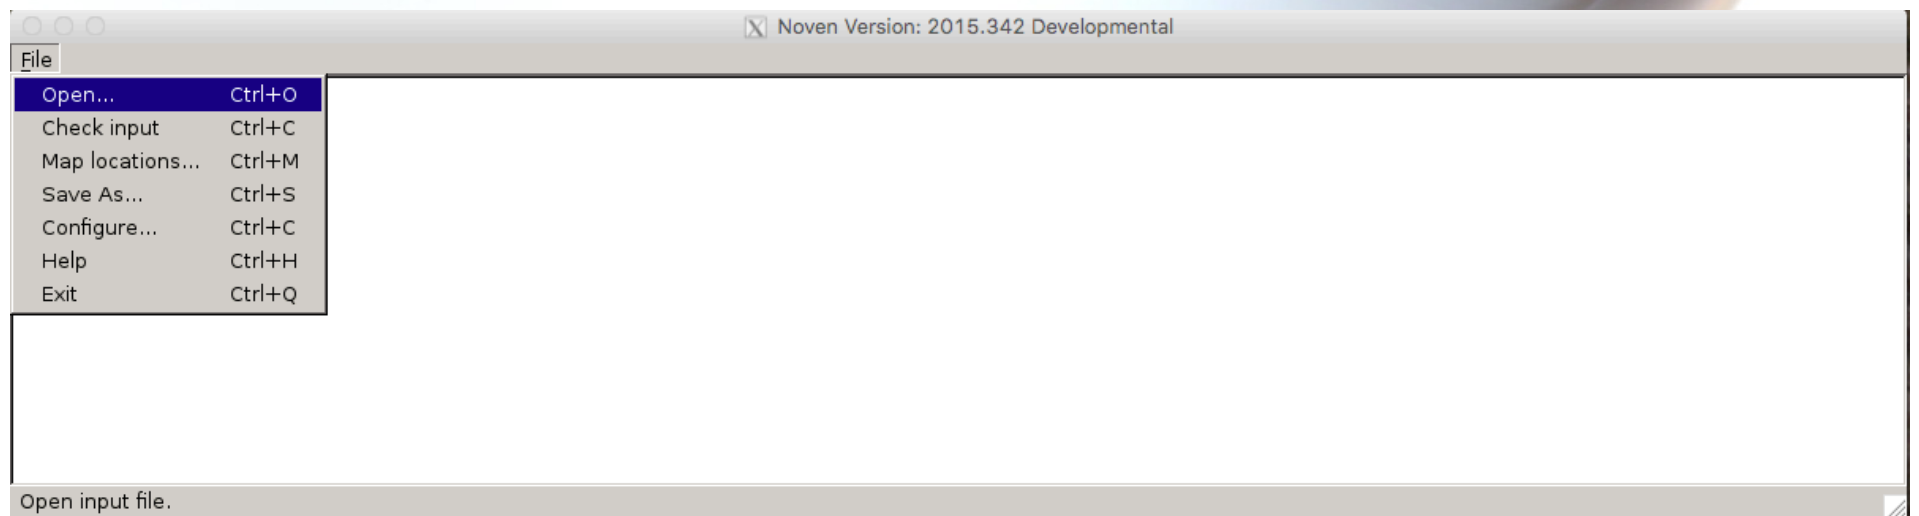 Noven Version: 2015.342 Developmental
File
Open... Ctrl+O
Check input Ctrl+C
Map locations... Ctrl+M
Save As... Ctrl+S
Configure... Ctrl+C
Help Ctrl+H
Exit Ctrl+Q
Open input file.